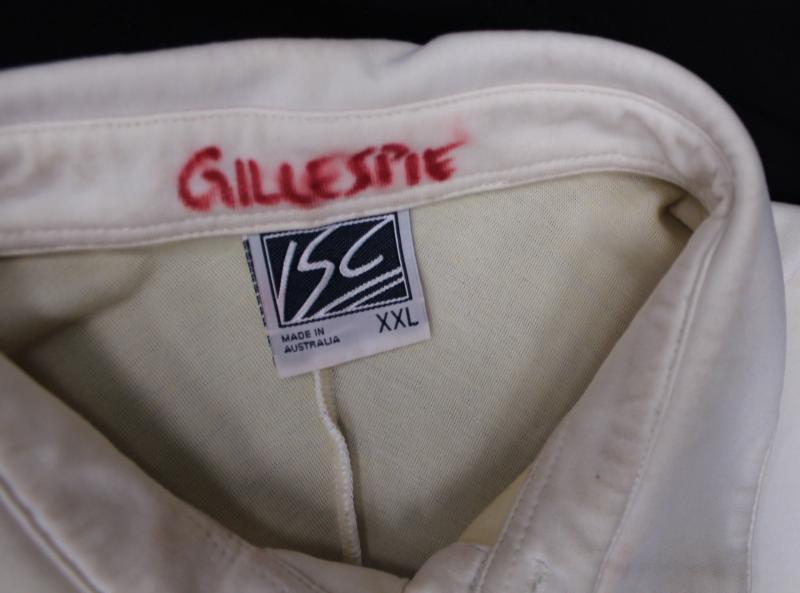 GILLESPIE
ISC
MADE IN
AUSTRALIA
XXL